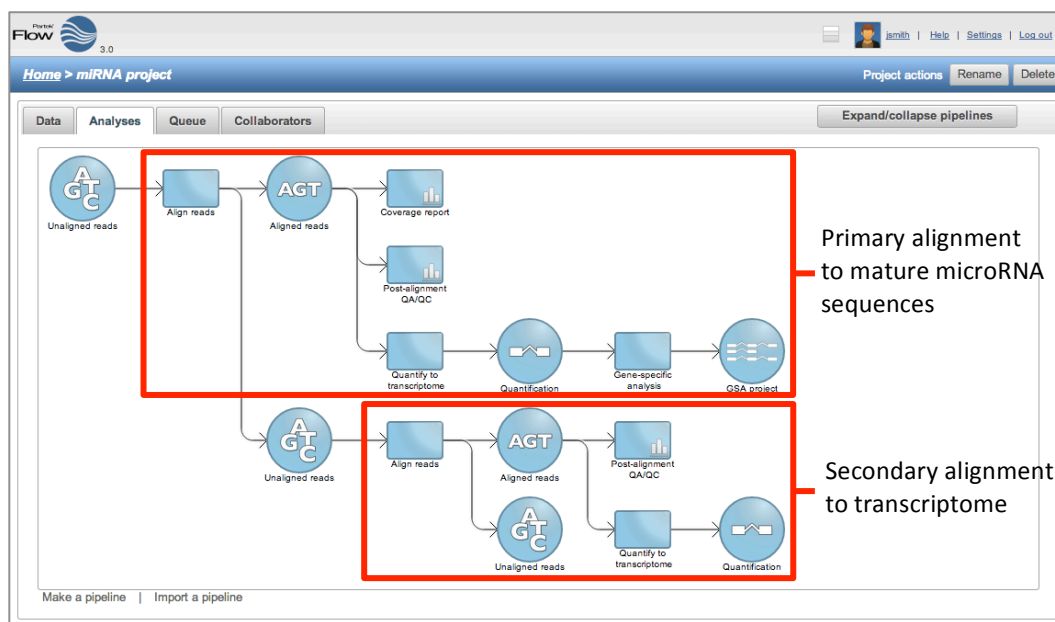 Partek
Flow
3.0
jsmith | Help | Settings | Log out
Home > miRNA project
Project actions Rename Delete
Data Analyses Queue Collaborators
Expand/collapse pipelines
AGTC
Unaligned reads
Align reads
AGT
Aligned reads
Coverage report
Post-alignment
QA/QC
Quantify to
transcriptome
Quantification
Gene-specific
analysis
GSA project
Primary alignment
to mature microRNA
sequences
AGTC
Unaligned reads
Align reads
AGT
Aligned reads
Post-alignment
QA/QC
AGTC
Unaligned reads
Quantify to
transcriptome
Quantification
Secondary alignment
to transcriptome
Make a pipeline | Import a pipeline